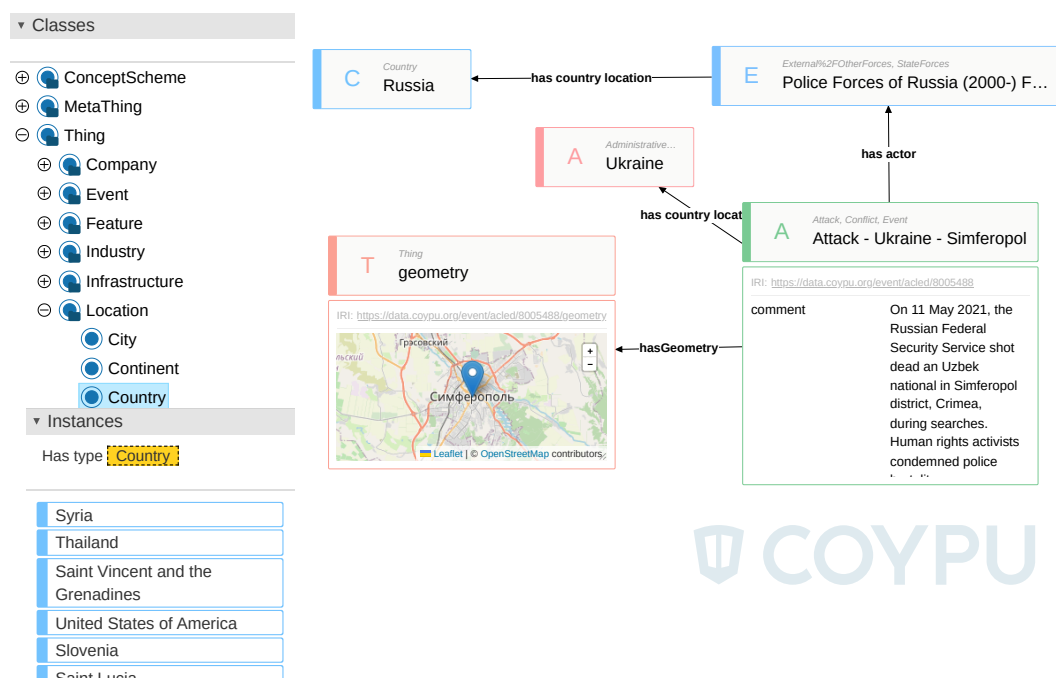 Classes
ConceptScheme
MetaThing
Thing
Company
Event
Feature
Industry
Infrastructure
Location
City
Continent
Country
Instances
Has type Country
Syria
Thailand
Saint Vincent and the
Grenadines
United States of America
Slovenia
Saint Lucia
C
Country
Russia
has country location
E
External%2FOtherForces, StateForces
Police Forces of Russia (2000-) F…
A
Administrative…
Ukraine
has actor
has country locat
A
Attack, Conflict, Event
Attack - Ukraine - Simferopol
IRI: https://data.coypu.org/event/acled/8005488
comment
On 11 May 2021, the
Russian Federal
Security Service shot
dead an Uzbek
national in Simferopol
district, Crimea,
during searches.
Human rights activists
condemned police
T
Thing
geometry
IRI: https://data.coypu.org/event/acled/8005488/geometry
Грэсовский
льский
+
−
Симферополь
Leaflet | © OpenStreetMap contributors
hasGeometry
COYPU